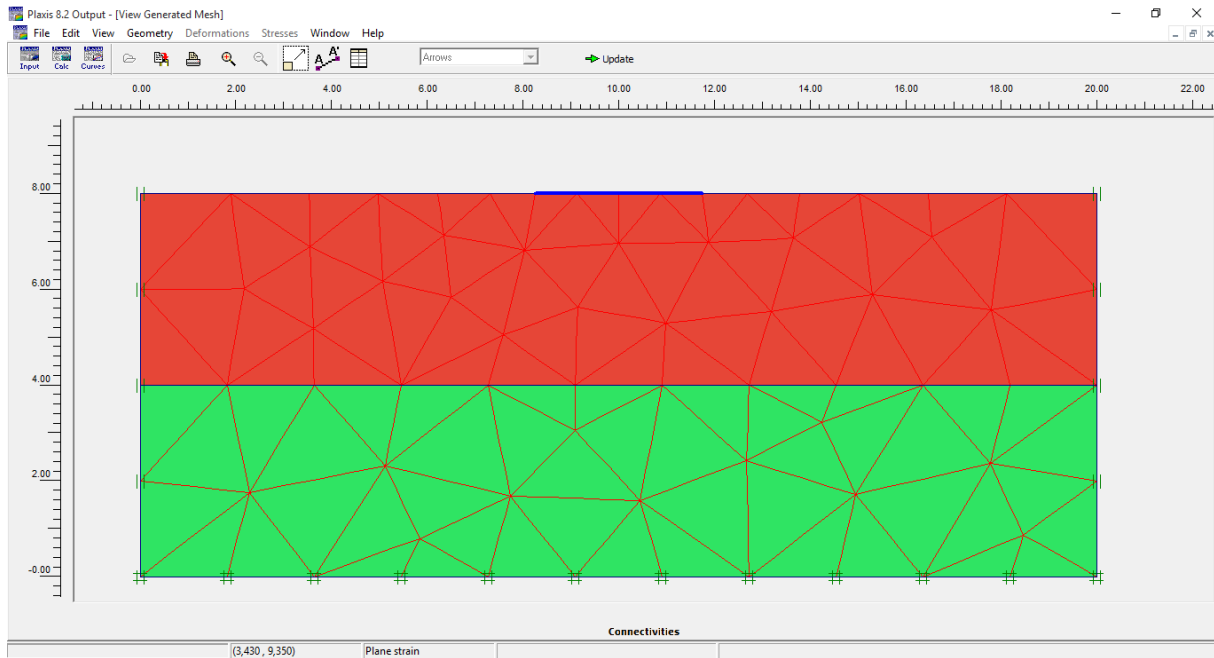 Plaxis 8.2 Output - [View Generated Mesh]
File Edit View Geometry Deformations Stresses Window Help
Input Calc Curves Arrows Update
0.00 2.00 4.00 6.00 8.00 10.00 12.00 14.00 16.00 18.00 20.00 22.00
8.00
6.00
4.00
2.00
-0.00
Connectivities
(3,430 , 9,350) Plane strain